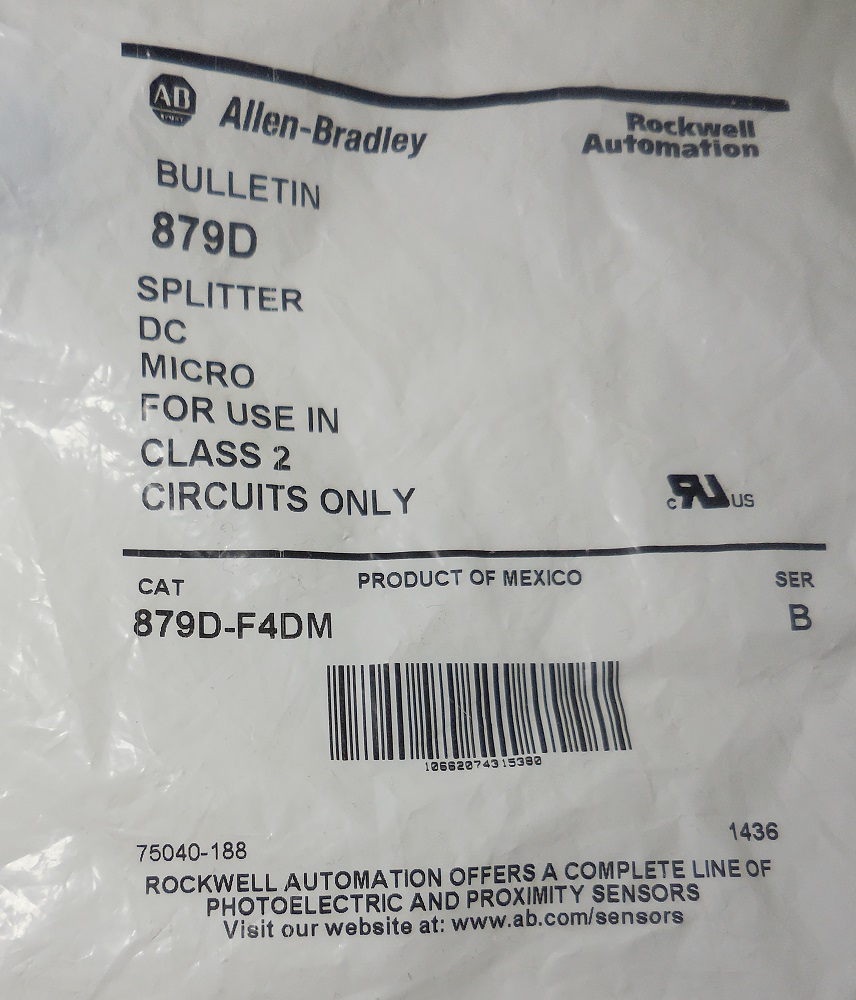 AB
Allen-Bradley
Rockwell
Automation
BULLETIN
879D
SPLITTER
DC
MICRO
FOR USE IN
CLASS 2
CIRCUITS ONLY
c RU US
CAT
PRODUCT OF MEXICO
SER
879D-F4DM
B
10662074315380
75040-188
1436
ROCKWELL AUTOMATION OFFERS A COMPLETE LINE OF
PHOTOELECTRIC AND PROXIMITY SENSORS
Visit our website at: www.ab.com/sensors